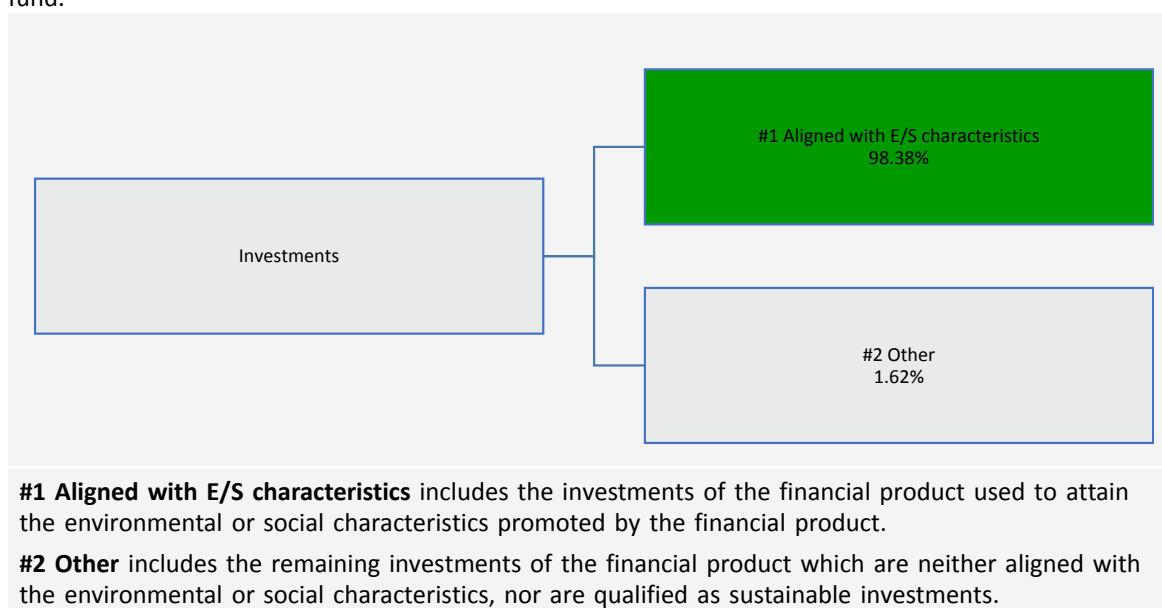 fund.
#1 Aligned with E/S characteristics
98.38%
Investments
#2 Other
1.62%
#1 Aligned with E/S characteristics includes the investments of the financial product used to attain
the environmental or social characteristics promoted by the financial product.
#2 Other includes the remaining investments of the financial product which are neither aligned with
the environmental or social characteristics, nor are qualified as sustainable investments.